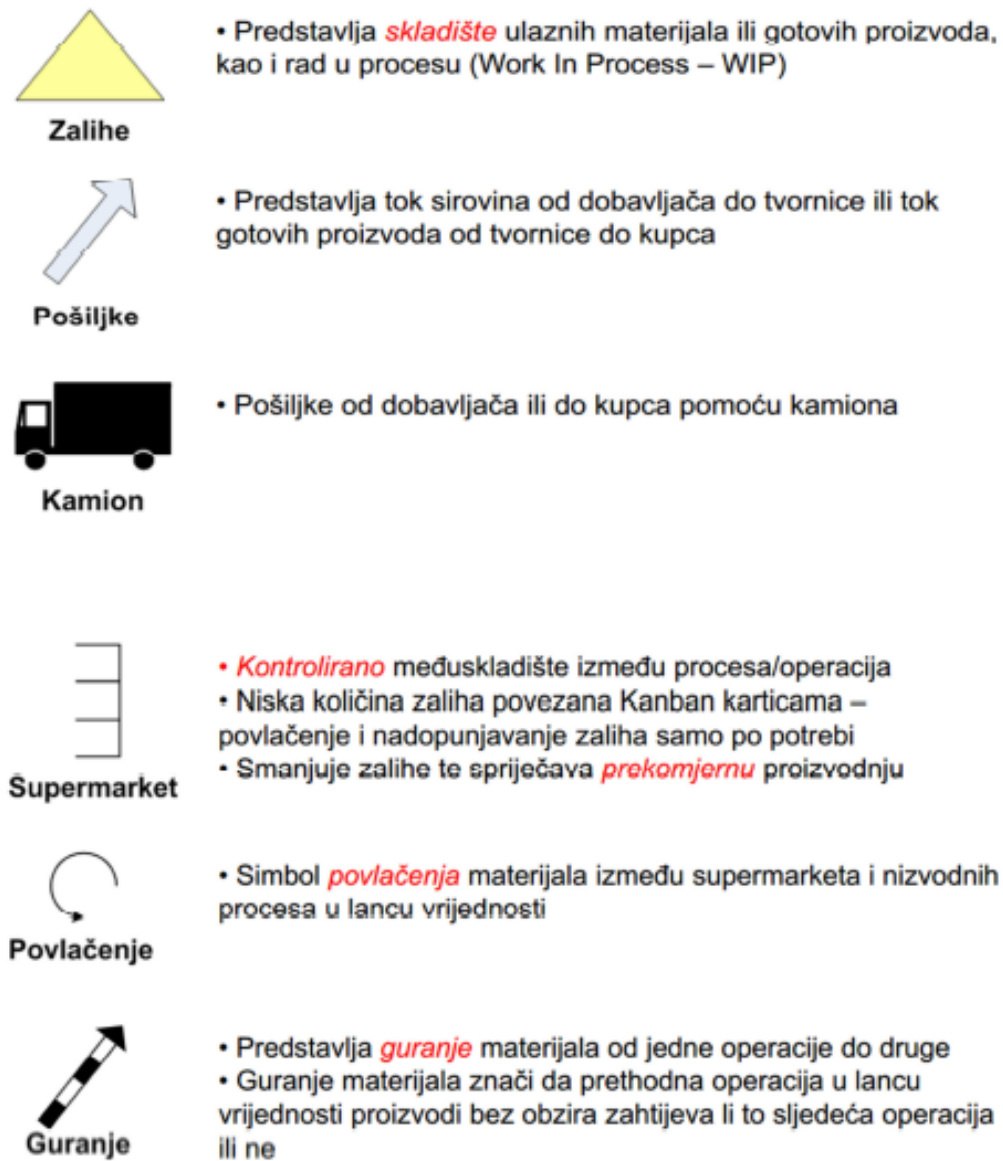 • Predstavlja skladište ulaznih materijala ili gotovih proizvoda,
kao i rad u procesu (Work In Process – WIP)
Zalihe
• Predstavlja tok sirovina od dobavljača do tvornice ili tok
gotovih proizvoda od tvornice do kupca
Pošiljke
• Pošiljke od dobavljača ili do kupca pomoću kamiona
Kamion
• Kontrolirano međuskladište između procesa/operacija
• Niska količina zaliha povezana Kanban karticama –
povlačenje i nadopunjavanje zaliha samo po potrebi
• Smanjuje zalihe te spriječava prekomjernu proizvodnju
Supermarket
• Simbol povlačenja materijala između supermarketa i nizvodnih
procesa u lancu vrijednosti
Povlačenje
• Predstavlja guranje materijala od jedne operacije do druge
• Guranje materijala znači da prethodna operacija u lancu
vrijednosti proizvodi bez obzira zahtijeva li to sljedeća operacija
ili ne
Guranje